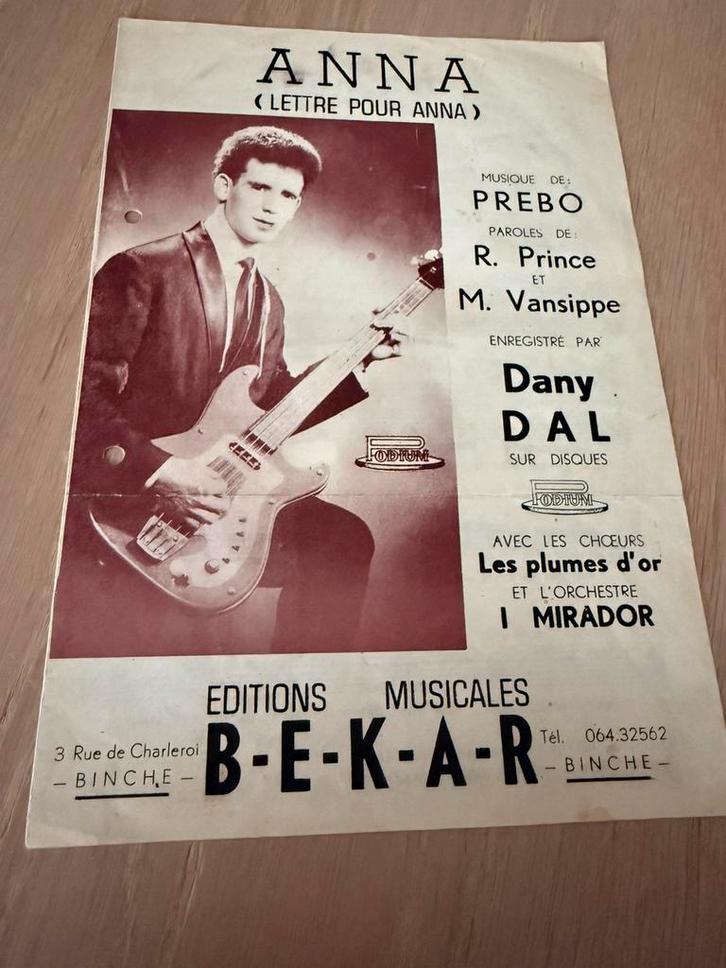 ANNA
(LETTRE POUR ANNA)
MUSIQUE DE:
PREBO
PAROLES DE:
R. Prince
ET
M. Vansippe
ENREGISTRÉ PAR
Dany
DAL
SUR DISQUES
PODIUM
PODIUM
AVEC LES CHŒURS
Les plumes d'or
ET L'ORCHESTRE
I MIRADOR
EDITIONS MUSICALES
B-E-K-A-R
3 Rue de Charleroi
- BINCHE -
Tél. 064.32562
- BINCHE -